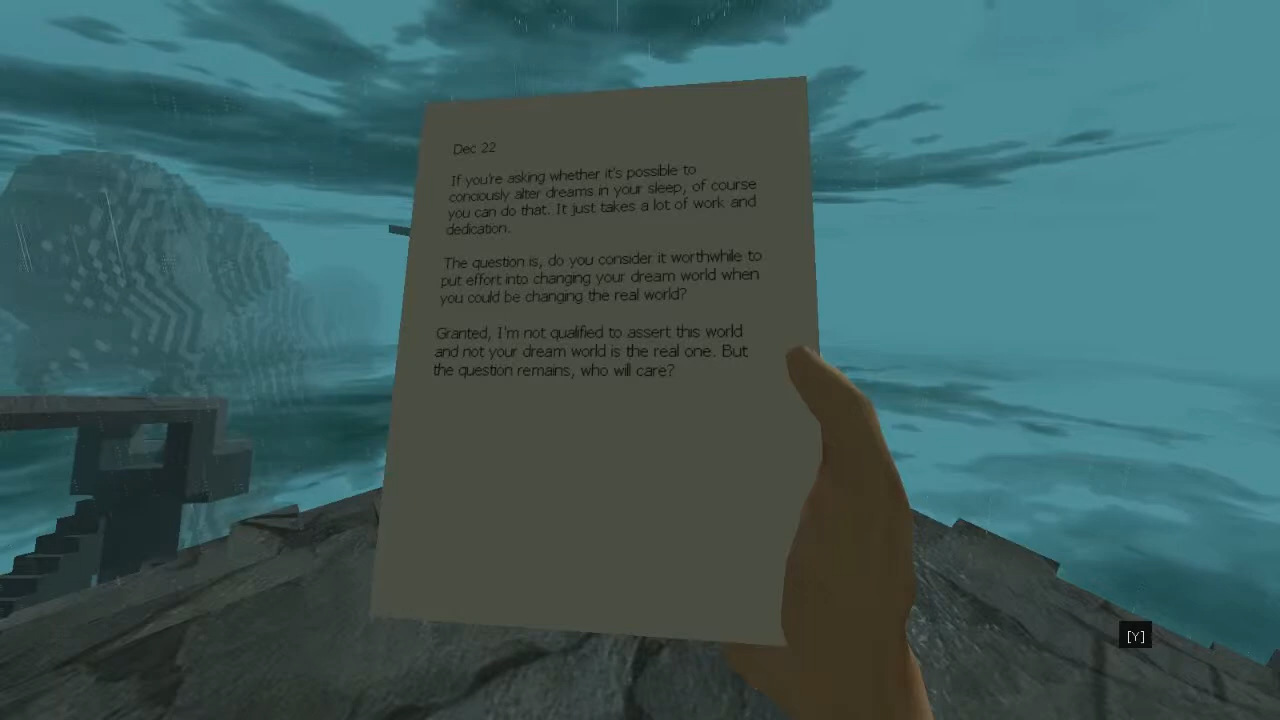 Dec 22
If you're asking whether it's possible to
conciously alter dreams in your sleep, of course
you can do that. It just takes a lot of work and
dedication.
The question is, do you consider it worthwhile to
put effort into changing your dream world when
you could be changing the real world?
Granted, I'm not qualified to assert this world
and not your dream world is the real one. But
the question remains, who will care?
[Y]